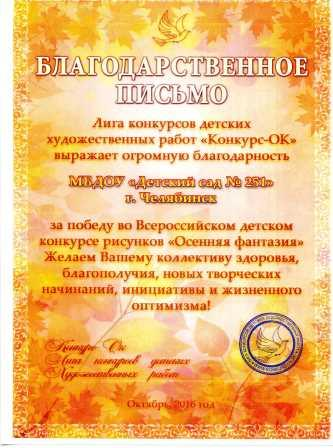 БЛАГОДАРСТВЕННОЕ
ПИСЬМО
Лига конкурсов детских
художественных работ «Конкурс-ОК»
выражает огромную благодарность
МБДОУ «Детский сад № 251»
г. Челябинск
за победу во Всероссийском детском
конкурсе рисунков «Осенняя фантазия»
Желаем Вашему коллективу здоровья,
благополучия, новых творческих
начинаний, инициативы и жизненного
оптимизма!
Конкурс Ок
Лига конкурсов детских
Художественных работ
Октябрь, 2016 год